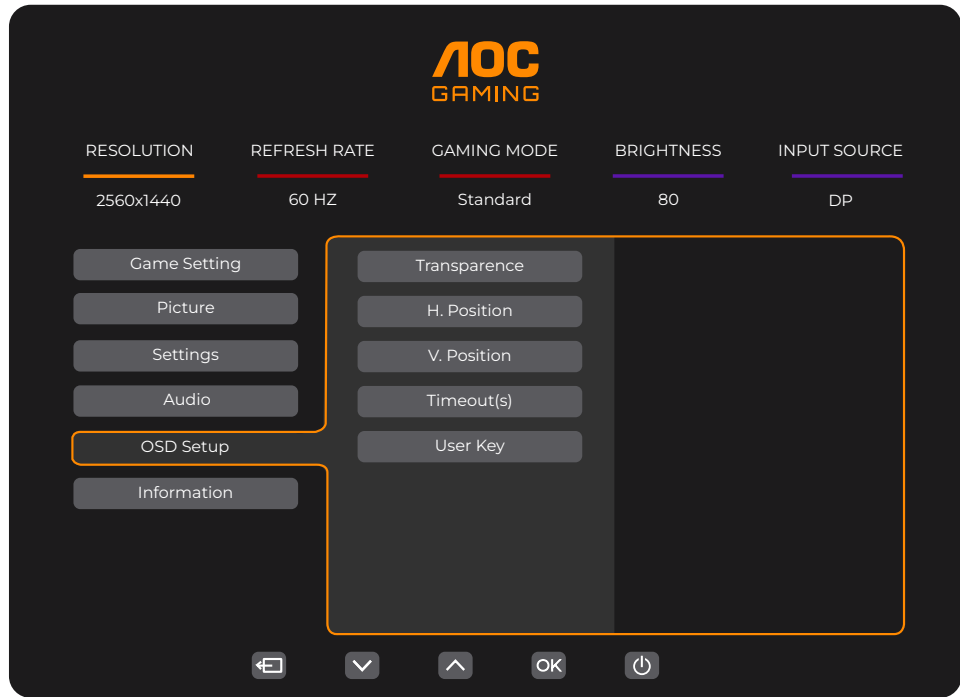 AOC
GAMING
RESOLUTION REFRESH RATE GAMING MODE BRIGHTNESS INPUT SOURCE
2560x1440 60 HZ Standard 80 DP
Game Setting
Picture
Settings
Audio
OSD Setup
Information
Transparence
H. Position
V. Position
Timeout(s)
User Key
OK